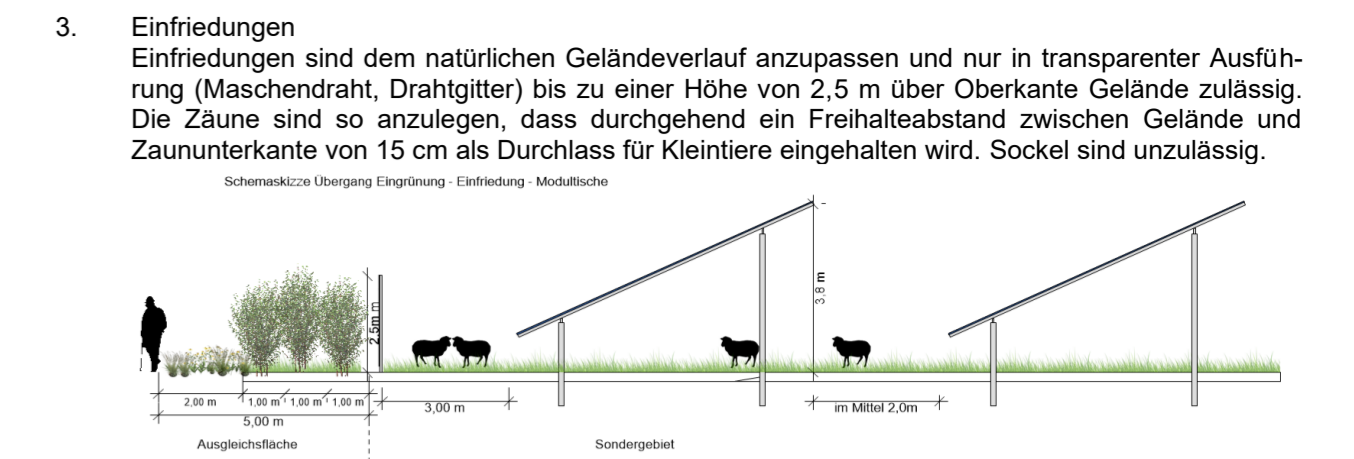 3. Einfriedungen
Einfriedungen sind dem natürlichen Geländeverlauf anzupassen und nur in transparenter Ausfüh-
rung (Maschendraht, Drahtgitter) bis zu einer Höhe von 2,5 m über Oberkante Gelände zulässig.
Die Zäune sind so anzulegen, dass durchgehend ein Freihalteabstand zwischen Gelände und
Zaununterkante von 15 cm als Durchlass für Kleintiere eingehalten wird. Sockel sind unzulässig.
Schemaskizze Übergang Eingrünung - Einfriedung - Modultische
2,5m m
3,8 m
2,00 m
1,00 m
1,00 m
1,00 m
3,00 m
im Mittel 2,0m
5,00 m
Ausgleichsfläche
Sondergebiet